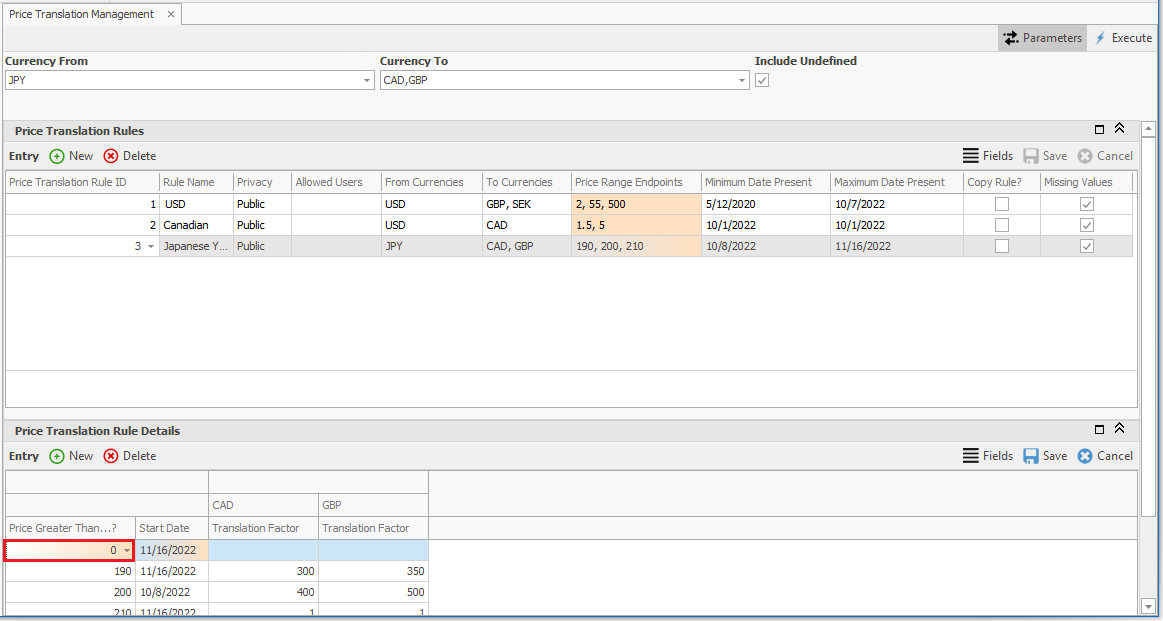 Price Translation Management
Parameters Execute
Currency From Currency To Include Undefined
JPY CAD,GBP
Price Translation Rules
Entry New Delete Fields Save Cancel
Price Translation Rule ID Rule Name Privacy Allowed Users From Currencies To Currencies Price Range Endpoints Minimum Date Present Maximum Date Present Copy Rule? Missing Values
1 USD Public USD GBP, SEK 2, 55, 500 5/12/2020 10/7/2022
2 Canadian Public USD CAD 1.5, 5 10/1/2022 10/1/2022
3 Japanese Y... Public JPY CAD, GBP 190, 200, 210 10/8/2022 11/16/2022
Price Translation Rule Details
Entry New Delete Fields Save Cancel
CAD GBP
Price Greater Than...? Start Date Translation Factor Translation Factor
0 11/16/2022
190 11/16/2022 300 350
200 10/8/2022 400 500
210 11/16/2022 1 1